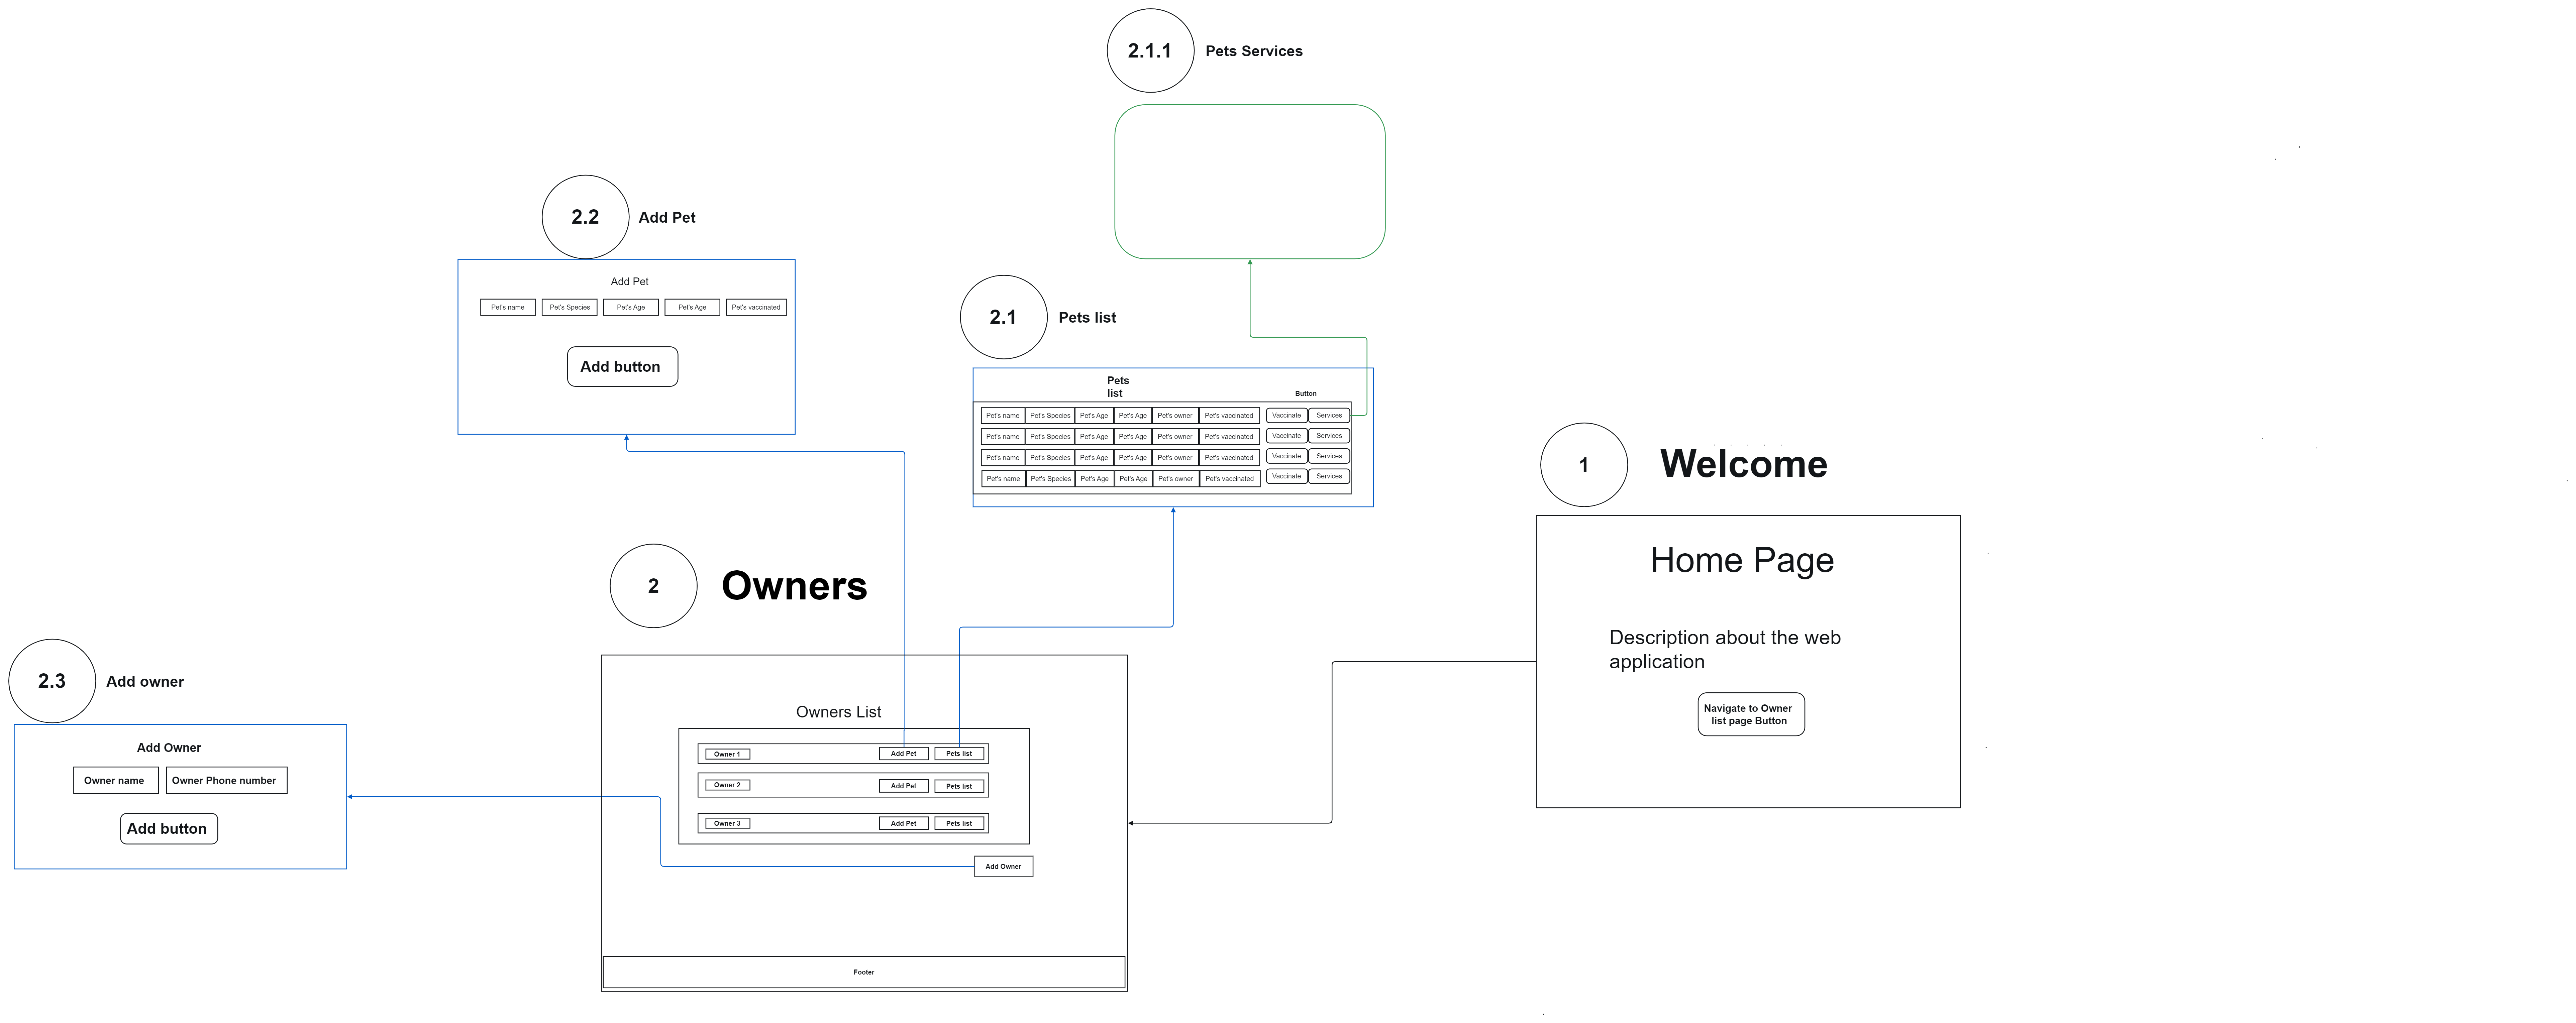 2.1.1
Pets Services
2.2
Add Pet
Add Pet
Pet's name
Pet's Species
Pet's Age
Pet's Age
Pet's vaccinated
Add button
2.1
Pets list
Pets
list
Button
Pet's name
Pet's Species
Pet's Age
Pet's Age
Pet's owner
Pet's vaccinated
Vaccinate
Services
Pet's name
Pet's Species
Pet's Age
Pet's Age
Pet's owner
Pet's vaccinated
Vaccinate
Services
Pet's name
Pet's Species
Pet's Age
Pet's Age
Pet's owner
Pet's vaccinated
Vaccinate
Services
Pet's name
Pet's Species
Pet's Age
Pet's Age
Pet's owner
Pet's vaccinated
Vaccinate
Services
1
Welcome
Home Page
Description about the web
application
Navigate to Owner
list page Button
2
Owners
Owners List
Owner 1
Add Pet
Pets list
Owner 2
Add Pet
Pets list
Owner 3
Add Pet
Pets list
Add Owner
Footer
2.3
Add owner
Add Owner
Owner name
Owner Phone number
Add button